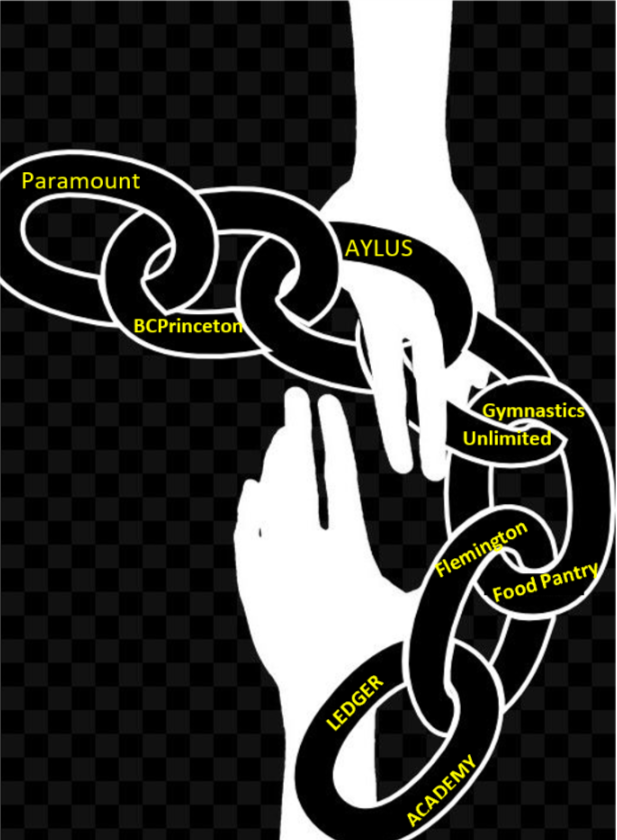 Paramount
AYLUS
BCPrinceton
Gymnastics
Unlimited
Flemington
Food Pantry
LEDGER
ACADEMY